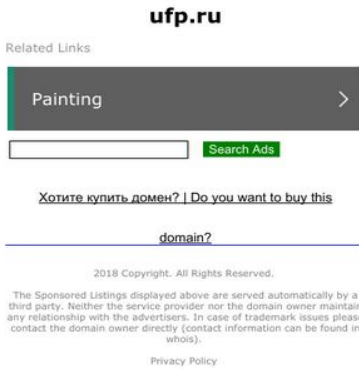 ufp.ru
Related Links
Painting
Search Ads
Хотите купить домен? | Do you want to buy this
domain?
2018 Copyright. All Rights Reserved.
The Sponsored Listings displayed above are served automatically by a
third party. Neither the service provider nor the domain owner maintain
any relationship with the advertisers. In case of trademark issues please
contact the domain owner directly (contact information can be found in
whois).
Privacy Policy